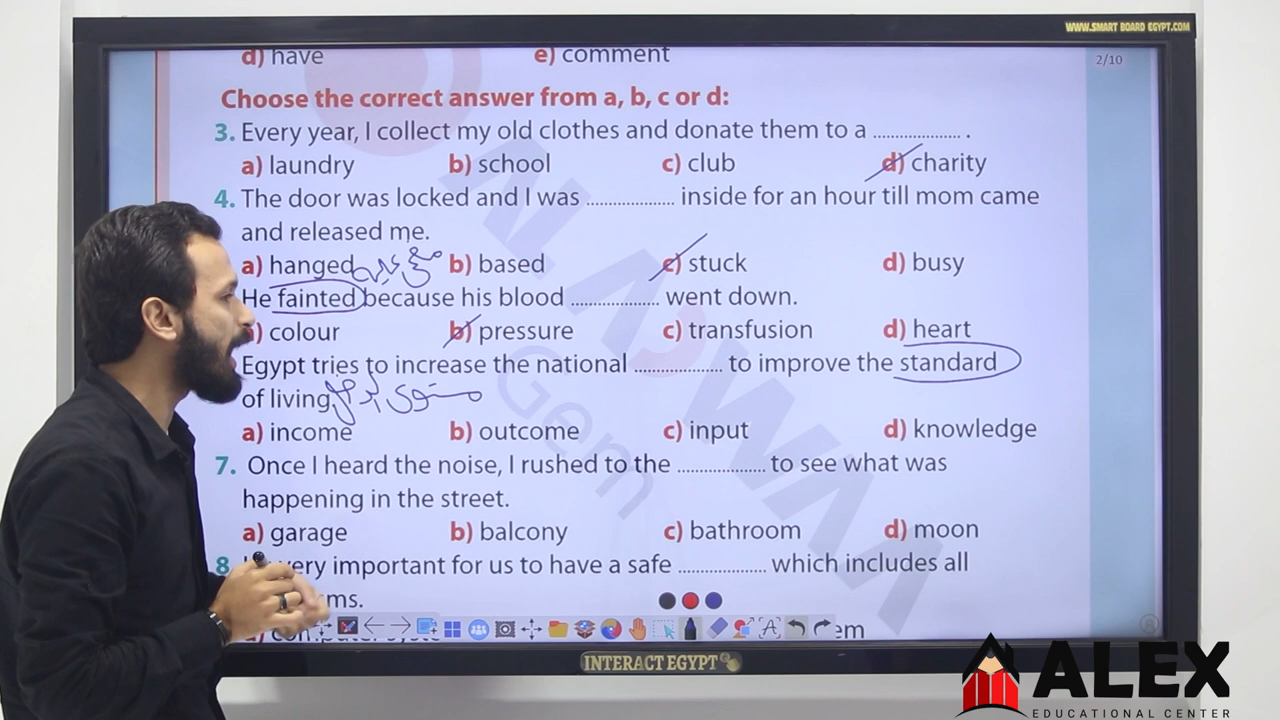 WWW.SMART BOARD EGYPT.COM
d) have e) comment
2/10
Choose the correct answer from a, b, c or d:
3. Every year, I collect my old clothes and donate them to a .................... .
a) laundry b) school c) club d) charity
4. The door was locked and I was .................... inside for an hour till mom came
and released me.
a) hanged b) based c) stuck d) busy
He fainted because his blood .................... went down.
a) colour b) pressure c) transfusion d) heart
Egypt tries to increase the national .................... to improve the standard
of living
مستوى
a) income b) outcome c) input d) knowledge
7. Once I heard the noise, I rushed to the .................... to see what was
happening in the street.
a) garage b) balcony c) bathroom d) moon
8. very important for us to have a safe .................... which includes all
Gem
INTERACT EGYPT
ALEX
EDUCATIONAL CENTER